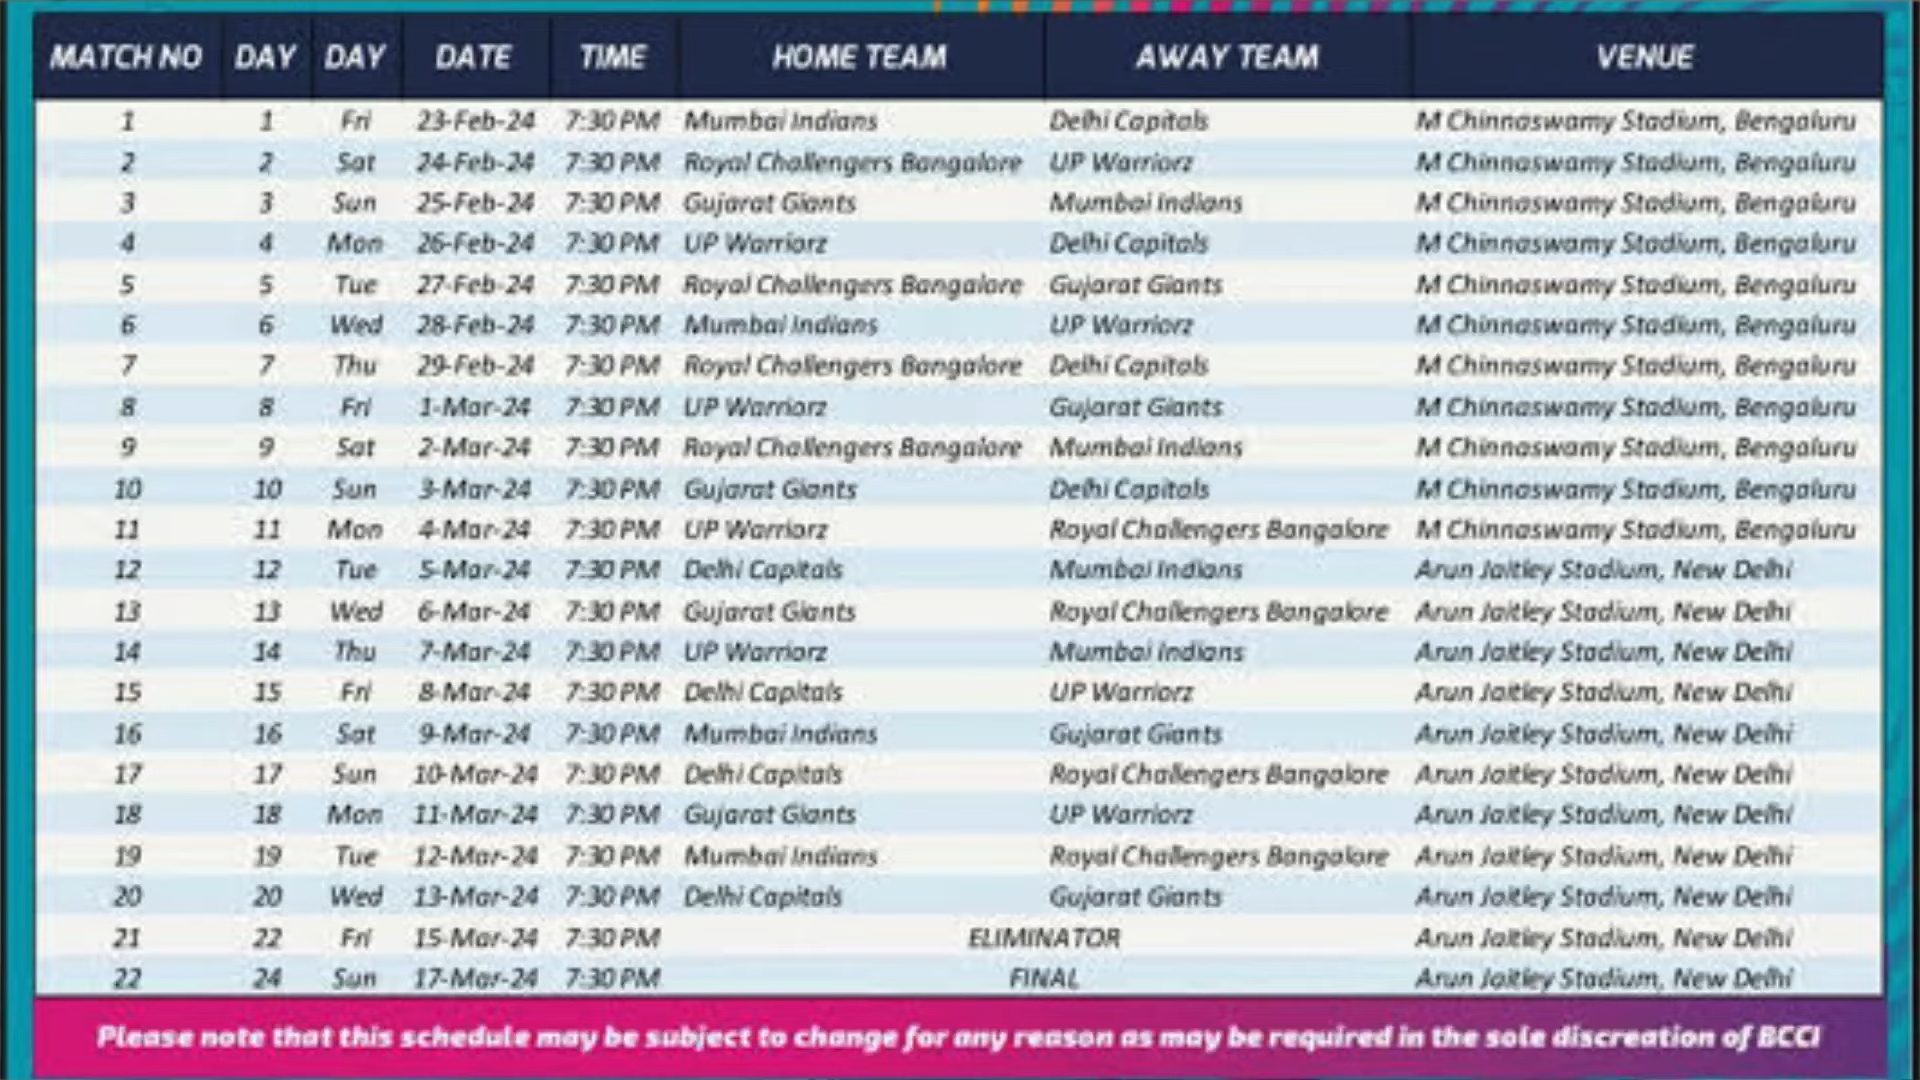 MATCH NO DAY DAY DATE TIME HOME TEAM AWAY TEAM VENUE
1 1 Fri 23-Feb-24 7:30 PM Mumbai Indians Delhi Capitals M Chinnaswamy Stadium, Bengaluru
2 2 Sat 24-Feb-24 7:30 PM Royal Challengers Bangalore UP Warriorz M Chinnaswamy Stadium, Bengaluru
3 3 Sun 25-Feb-24 7:30 PM Gujarat Giants Mumbai Indians M Chinnaswamy Stadium, Bengaluru
4 4 Mon 26-Feb-24 7:30 PM UP Warriorz Delhi Capitals M Chinnaswamy Stadium, Bengaluru
5 5 Tue 27-Feb-24 7:30 PM Royal Challengers Bangalore Gujarat Giants M Chinnaswamy Stadium, Bengaluru
6 6 Wed 28-Feb-24 7:30 PM Mumbai Indians UP Warriorz M Chinnaswamy Stadium, Bengaluru
7 7 Thu 29-Feb-24 7:30 PM Royal Challengers Bangalore Delhi Capitals M Chinnaswamy Stadium, Bengaluru
8 8 Fri 1-Mar-24 7:30 PM UP Warriorz Gujarat Giants M Chinnaswamy Stadium, Bengaluru
9 9 Sat 2-Mar-24 7:30 PM Royal Challengers Bangalore Mumbai Indians M Chinnaswamy Stadium, Bengaluru
10 10 Sun 3-Mar-24 7:30 PM Gujarat Giants Delhi Capitals M Chinnaswamy Stadium, Bengaluru
11 11 Mon 4-Mar-24 7:30 PM UP Warriorz Royal Challengers Bangalore M Chinnaswamy Stadium, Bengaluru
12 12 Tue 5-Mar-24 7:30 PM Delhi Capitals Mumbai Indians Arun Jaitley Stadium, New Delhi
13 13 Wed 6-Mar-24 7:30 PM Gujarat Giants Royal Challengers Bangalore Arun Jaitley Stadium, New Delhi
14 14 Thu 7-Mar-24 7:30 PM UP Warriorz Mumbai Indians Arun Jaitley Stadium, New Delhi
15 15 Fri 8-Mar-24 7:30 PM Delhi Capitals UP Warriorz Arun Jaitley Stadium, New Delhi
16 16 Sat 9-Mar-24 7:30 PM Mumbai Indians Gujarat Giants Arun Jaitley Stadium, New Delhi
17 17 Sun 10-Mar-24 7:30 PM Delhi Capitals Royal Challengers Bangalore Arun Jaitley Stadium, New Delhi
18 18 Mon 11-Mar-24 7:30 PM Gujarat Giants UP Warriorz Arun Jaitley Stadium, New Delhi
19 19 Tue 12-Mar-24 7:30 PM Mumbai Indians Royal Challengers Bangalore Arun Jaitley Stadium, New Delhi
20 20 Wed 13-Mar-24 7:30 PM Delhi Capitals Gujarat Giants Arun Jaitley Stadium, New Delhi
21 22 Fri 15-Mar-24 7:30 PM ELIMINATOR Arun Jaitley Stadium, New Delhi
22 24 Sun 17-Mar-24 7:30 PM FINAL Arun Jaitley Stadium, New Delhi
Please note that this schedule may be subject to change for any reason as may be required in the sole discreation of BCCI